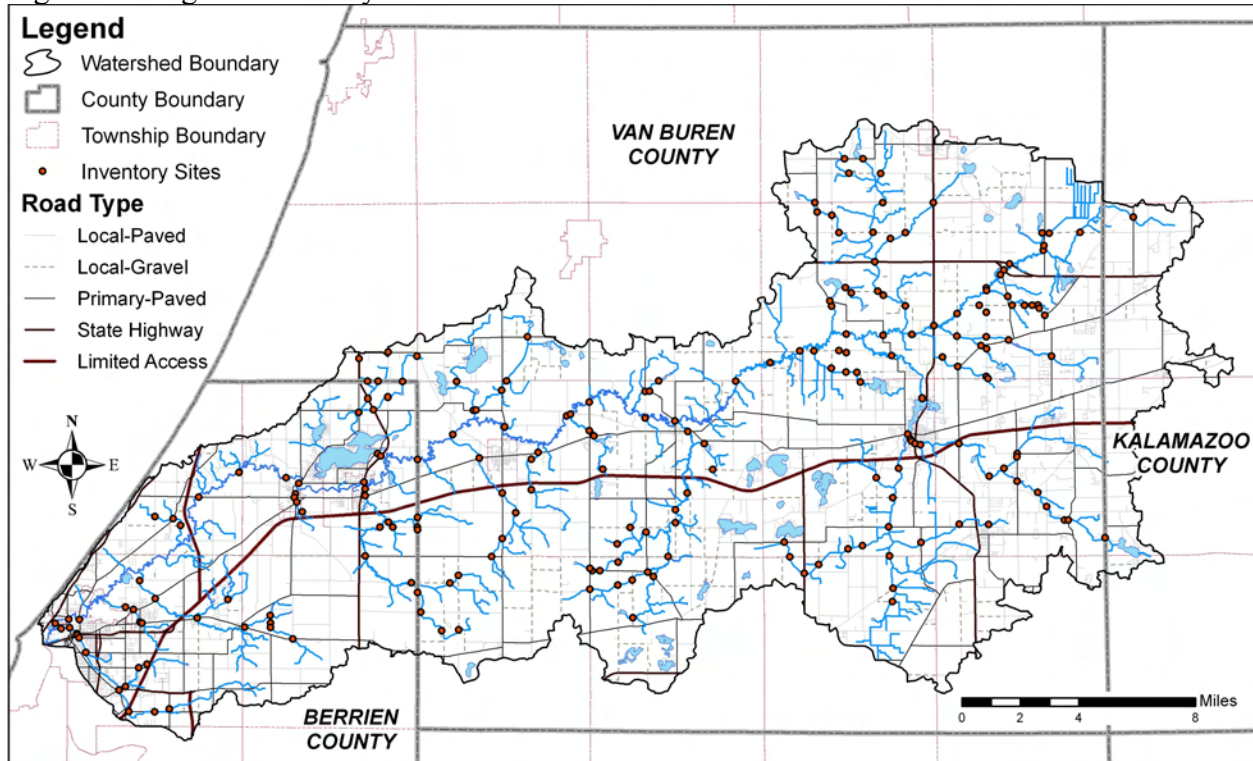 Legend
Watershed Boundary
County Boundary
Township Boundary
Inventory Sites
Road Type
Local-Paved
Local-Gravel
Primary-Paved
State Highway
Limited Access
VAN BUREN
COUNTY
N
W E
S
KALAMAZOO
COUNTY
BERRIEN
COUNTY
Miles
0 2 4 8